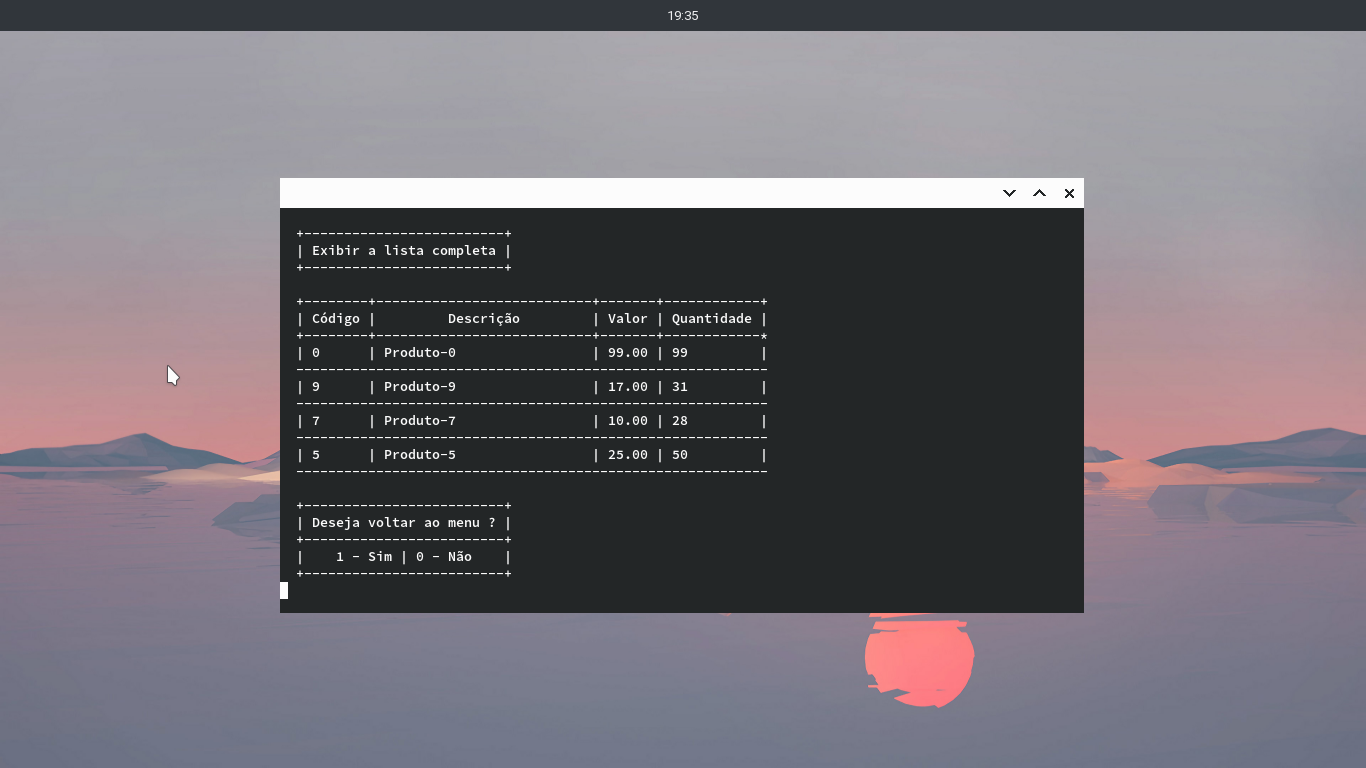 19:35
+--------------------------+
| Exibir a lista completa |
+--------------------------+
+--------+---------------------------+-------+------------+
| Código | Descrição | Valor | Quantidade |
+--------+---------------------------+-------+------------*
| 0 | Produto-0 | 99.00 | 99 |
-----------------------------------------------------------
| 9 | Produto-9 | 17.00 | 31 |
-----------------------------------------------------------
| 7 | Produto-7 | 10.00 | 28 |
-----------------------------------------------------------
| 5 | Produto-5 | 25.00 | 50 |
-----------------------------------------------------------
+-------------------------+
| Deseja voltar ao menu ? |
+-------------------------+
| 1 - Sim | 0 - Não |
+-------------------------+